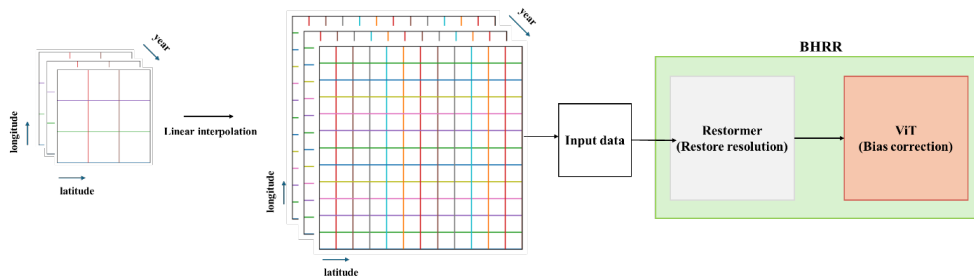 year
longitude
latitude
Linear interpolation
year
longitude
latitude
Input data
BHRR
Restormer
(Restore resolution)
ViT
(Bias correction)